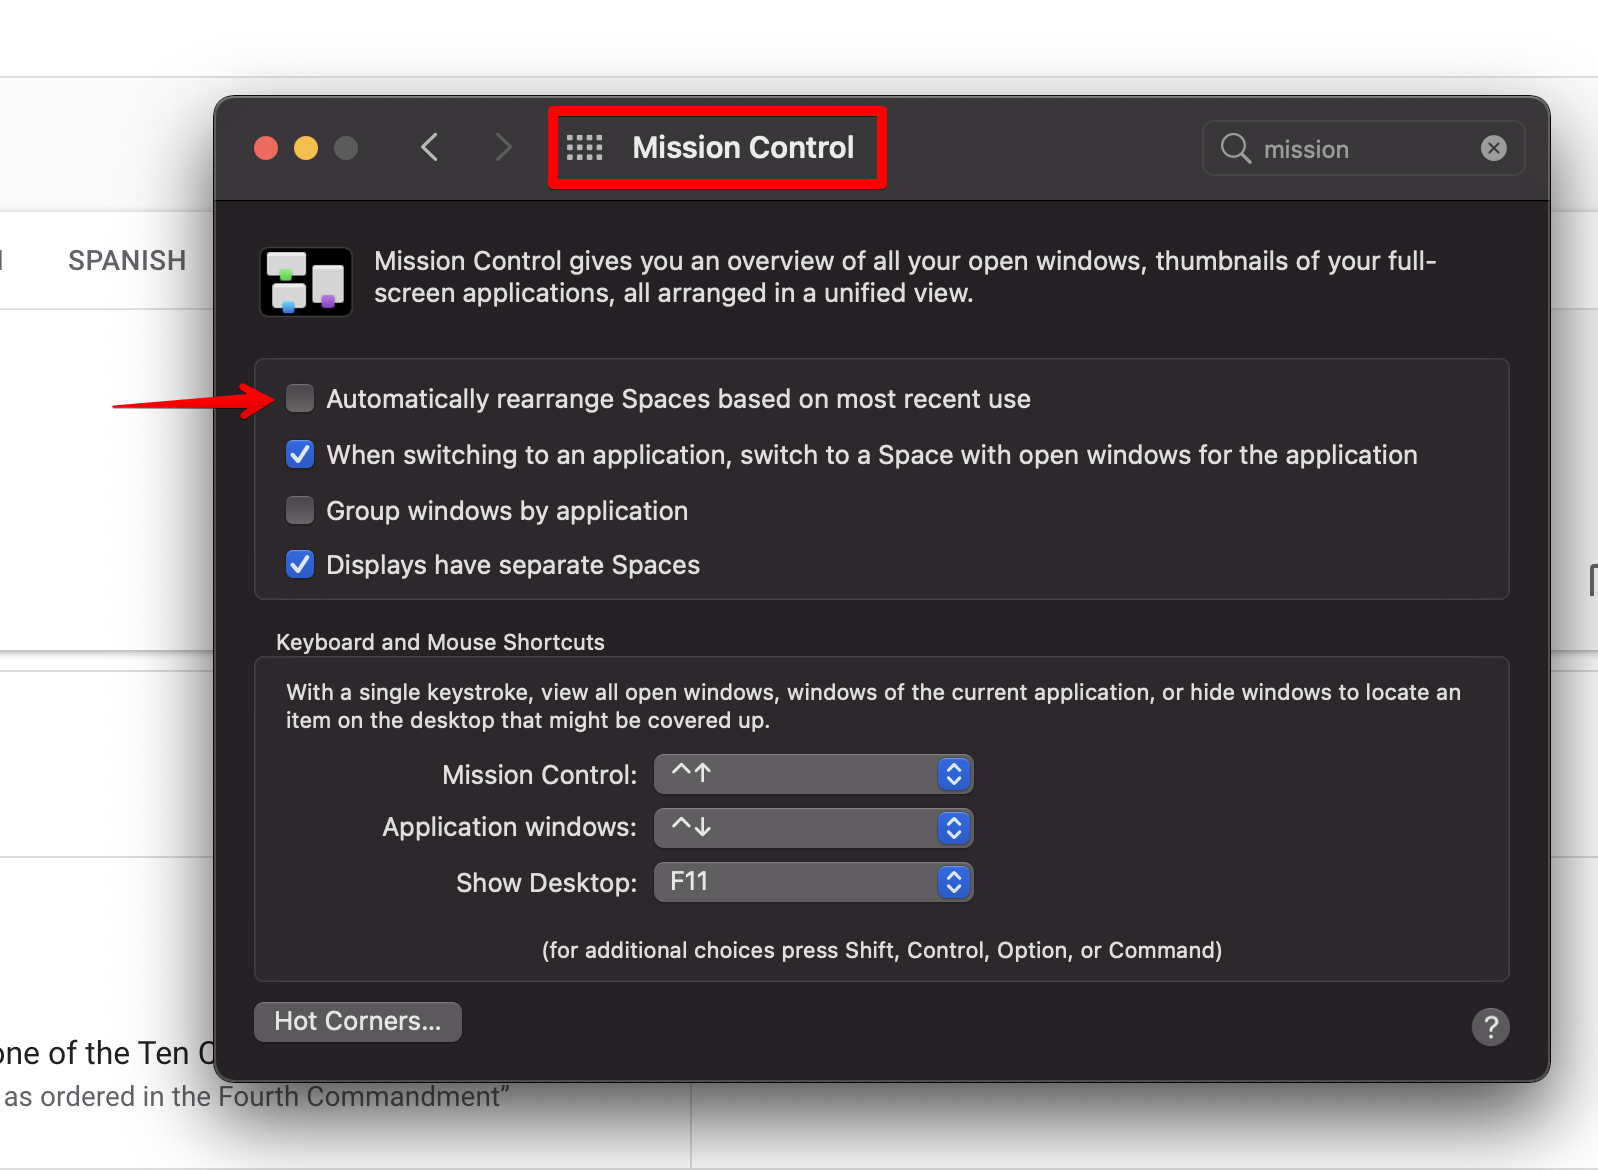 Mission Control
mission
SPANISH
Mission Control gives you an overview of all your open windows, thumbnails of your full-
screen applications, all arranged in a unified view.
Automatically rearrange Spaces based on most recent use
When switching to an application, switch to a Space with open windows for the application
Group windows by application
Displays have separate Spaces
Keyboard and Mouse Shortcuts
With a single keystroke, view all open windows, windows of the current application, or hide windows to locate an
item on the desktop that might be covered up.
Mission Control: ^↑
Application windows: ^↓
Show Desktop: F11
(for additional choices press Shift, Control, Option, or Command)
Hot Corners...
?
one of the Ten C
as ordered in the Fourth Commandment”